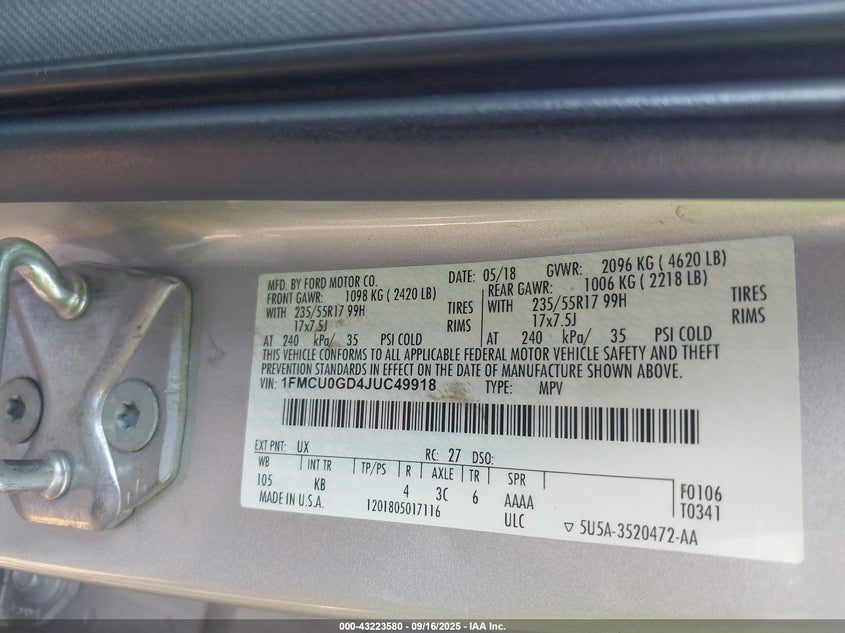 MFD. BY FORD MOTOR CO. DATE: 05/18 GVWR: 2096 KG ( 4620 LB)
FRONT GAWR: 1098 KG ( 2420 LB) REAR GAWR: 1006 KG ( 2218 LB)
WITH 235/55R17 99H TIRES WITH 235/55R17 99H TIRES
17x7.5J RIMS 17x7.5J RIMS
AT 240 kPa/ 35 PSI COLD AT 240 kPa/ 35 PSI COLD
THIS VEHICLE CONFORMS TO ALL APPLICABLE FEDERAL MOTOR VEHICLE SAFETY AND THEFT
PREVENTION STANDARDS IN EFFECT ON THE DATE OF MANUFACTURE SHOWN ABOVE.
VIN: 1FMCU0GD4JUC49918 TYPE: MPV
EXT PNT: UX RC: 27 DSO:
WB INT TR TP/PS R AXLE TR SPR
105 KB 4 3C 6 AAAA F0106
MADE IN U.S.A. 1201805017116 ULC T0341
5U5A-3520472-AA
000-43223580 - 09/16/2025 - IAA Inc.